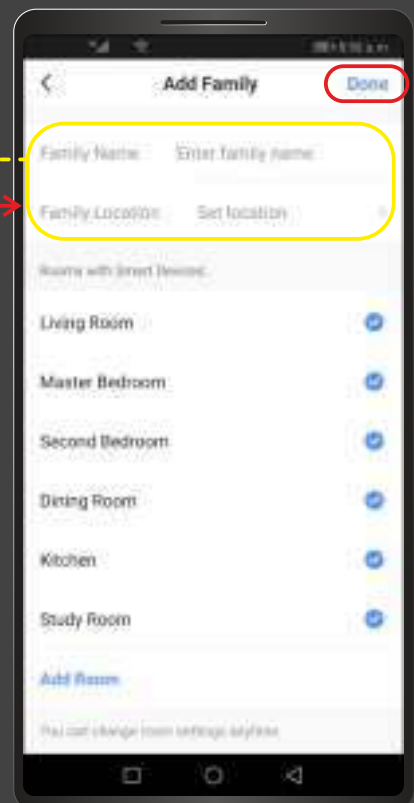 Add Family Done
Family Name Enter family name
Family Location Set location
Rooms with Smart Devices
Living Room
Master Bedroom
Second Bedroom
Dining Room
Kitchen
Study Room
Add Room
You can change room settings anytime